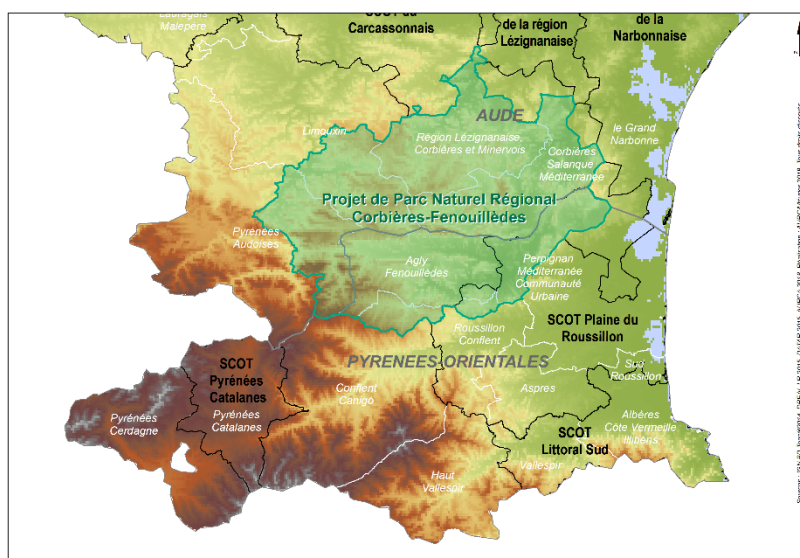 Lauragais
Malepère
SCOT du
Carcassonnais
de la région
Lézignanaise
de la
Narbonnaise
AUDE
Limouxin
Région Lézignanaise,
Corbières et Minervois
le Grand
Narbonne
Corbières
Salanque
Méditerranée
Projet de Parc Naturel Régional
Corbières-Fenouillèdes
Pyrénées
Audoises
Agly
Fenouillèdes
Perpignan
Méditerranée
Communauté
Urbaine
SCOT Plaine du
Roussillon
Roussillon
Conflent
PYRENEES-ORIENTALES
SCOT
Pyrénées
Catalanes
Pyrénées
Catalanes
Conflent
Canigó
Aspres
Sud
Roussillon
Pyrénées
Cerdagne
Albères
Côte Vermeille
Illibéris
SCOT
Littoral Sud
Vallespir
Haut
Vallespir